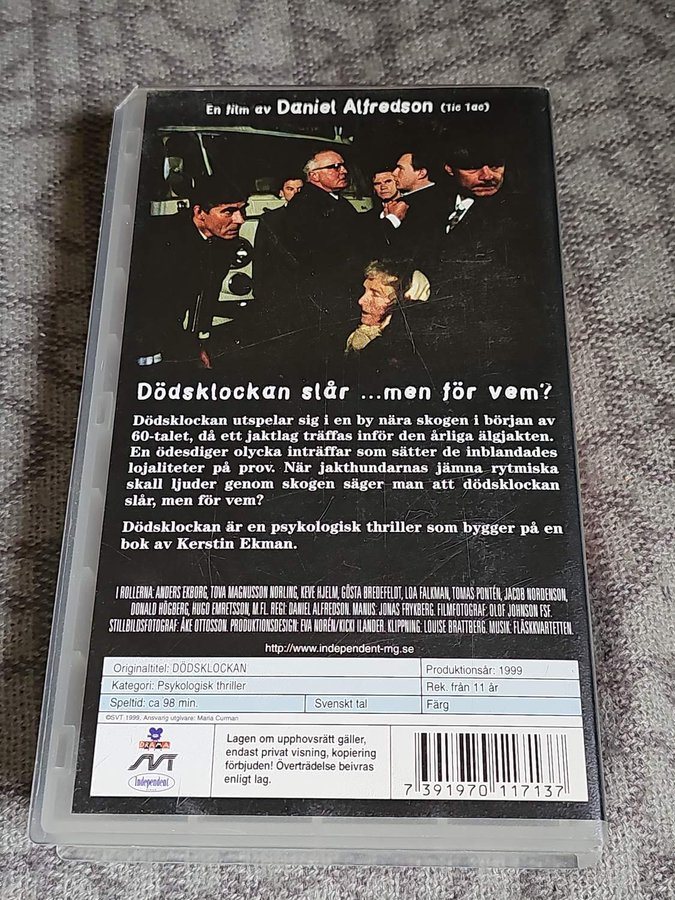 En film av Daniel Alfredson (Tic Tac)
Dödsklockan slår ...men för vem?
Dödsklockan utspelar sig i en by nära skogen i början av
60-talet, då ett jaktlag träffas inför den årliga älgjakten.
En ödesdiger olycka inträffar som sätter de inblandades
lojaliteter på prov. När jakthundarnas jämna rytmiska
skall ljuder genom skogen säger man att dödsklockan
slår, men för vem?
Dödsklockan är en psykologisk thriller som bygger på en
bok av Kerstin Ekman.
I ROLLERNA: ANDERS EKBORG, TOVA MAGNUSSON NORLING, KEVE HJELM, GÖSTA BREDEFELDT, LOA FALKMAN, TOMAS PONTÉN, JACOB NORDENSON,
DONALD HÖGBERG, HUGO EMRETSSON, M.FL. REGI: DANIEL ALFREDSON. MANUS: JONAS FRYKBERG. FILMFOTOGRAF: OLOF JOHNSON FSF.
STILLBILDSFOTOGRAF: ÅKE OTTOSSON. PRODUKTIONSDESIGN: EVA NORÉN/KICKI ILANDER. KLIPPNING: LOUISE BRATTBERG. MUSIK: FLÄSKKVARTETTEN.
http://www.independent-mg.se
Originaltitel: DÖDSKLOCKAN Produktionsår: 1999
Kategori: Psykologisk thriller Rek. från 11 år
Speltid: ca 98 min. Svenskt tal Färg
©SVT 1999. Ansvarig utgivare: Maria Curman
DRAMA
SVT
Independent
Lagen om upphovsrätt gäller,
endast privat visning, kopiering
förbjuden! Överträdelse beivras
enligt lag.
7 391970 117137